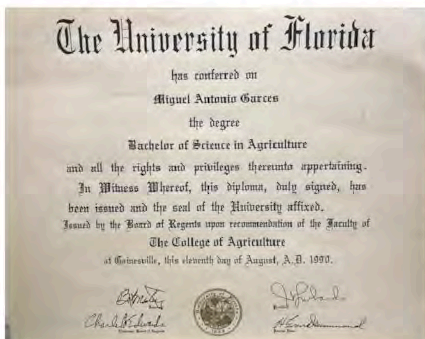 The University of Florida
has conferred on
Miguel Antonio Garces
the degree
Bachelor of Science in Agriculture
and all the rights and privileges thereunto appertaining.
In Witness Whereof, this diploma, duly signed, has
been issued and the seal of the University affixed.
Issued by the Board of Regents upon recommendation of the Faculty of
The College of Agriculture
at Gainesville, this eleventh day of August, A.D. 1990.